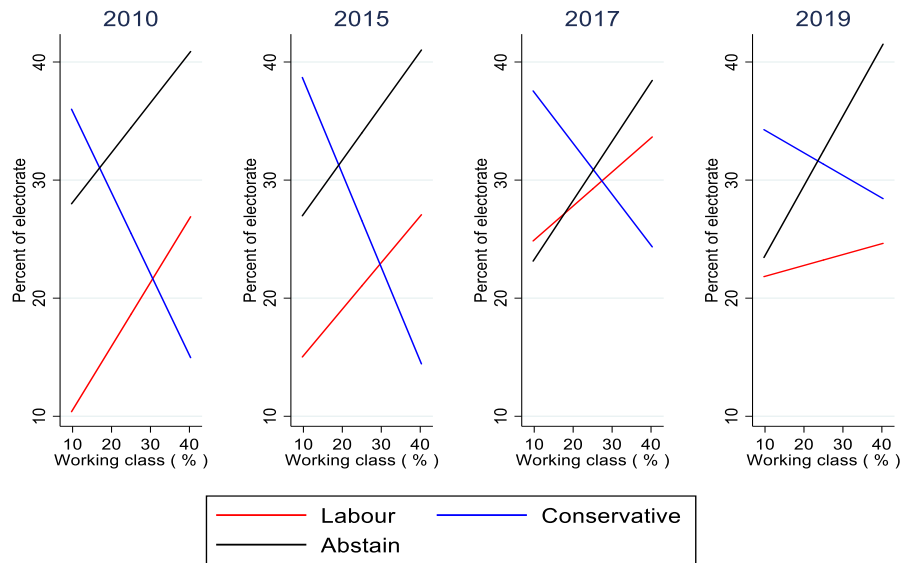 2010
Percent of electorate
40
30
20
10
10 20 30 40
Working class ( % )
2015
Percent of electorate
40
30
20
10
10 20 30 40
Working class ( % )
2017
Percent of electorate
40
30
20
10
10 20 30 40
Working class ( % )
2019
Percent of electorate
40
30
20
10
10 20 30 40
Working class ( % )
Labour Conservative
Abstain